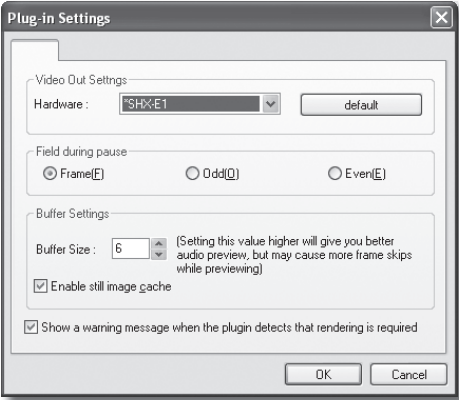 Plug-in Settings
Video Out Settngs
Hardware : *SHX-E1 default
Field during pause
Frame(F) Odd(O) Even(E)
Buffer Settings
Buffer Size : 6 (Setting this value higher will give you better
audio preview, but may cause more frame skips
while previewing)
Enable still image cache
Show a warning message when the plugin detects that rendering is required
OK Cancel